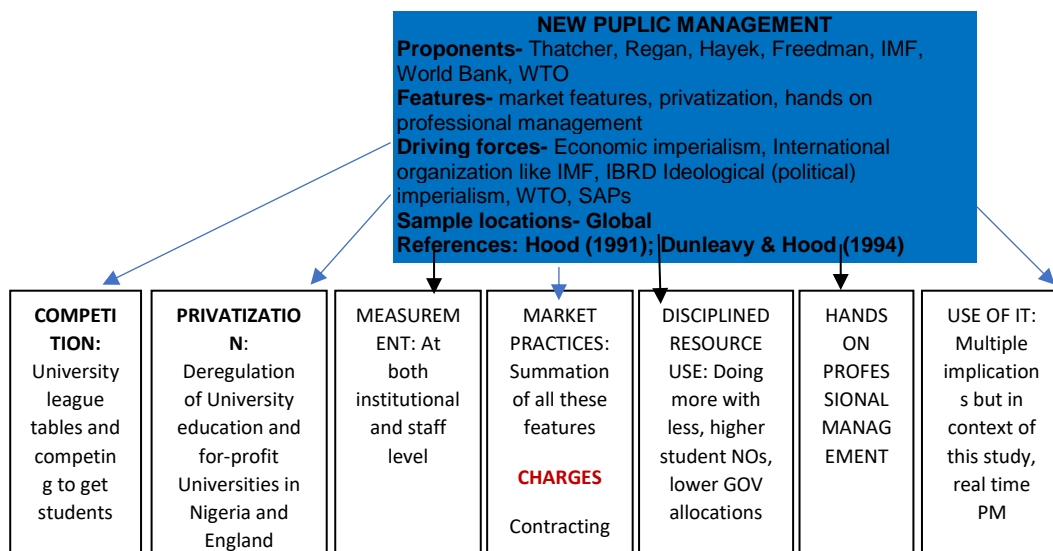 NEW PUPLIC MANAGEMENT
Proponents- Thatcher, Regan, Hayek, Freedman, IMF,
World Bank, WTO
Features- market features, privatization, hands on
professional management
Driving forces- Economic imperialism, International
organization like IMF, IBRD Ideological (political)
imperialism, WTO, SAPs
Sample locations- Global
References: Hood (1991); Dunleavy & Hood (1994)
COMPETI
TION:
University
league
tables and
competin
g to get
students
PRIVATIZATIO
N:
Deregulation
of University
education and
for-profit
Universities in
Nigeria and
England
MEASUREM
ENT: At
both
institutional
and staff
level
MARKET
PRACTICES:
Summation
of all these
features
CHARGES
Contracting
DISCIPLINED
RESOURCE
USE: Doing
more with
less, higher
student NOs,
lower GOV
allocations
HANDS
ON
PROFES
SIONAL
MANAG
EMENT
USE OF IT:
Multiple
implication
s but in
context of
this study,
real time
PM